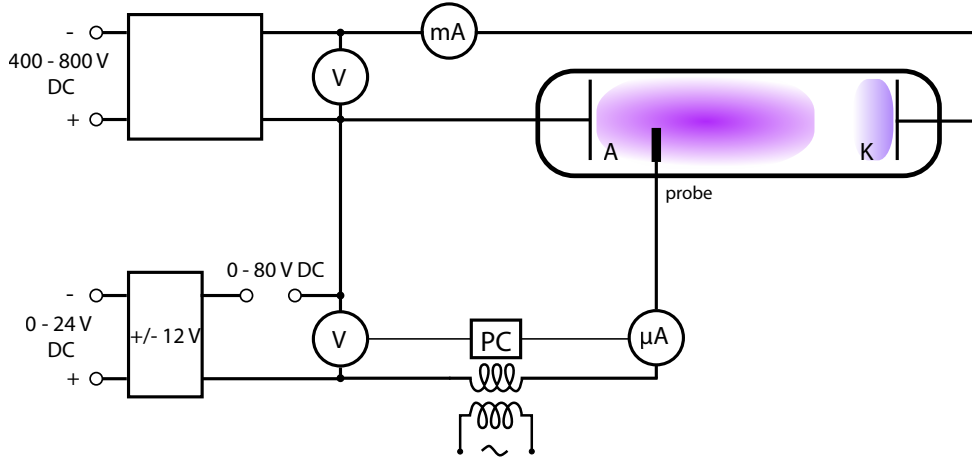 -
400 - 800 V
DC
+
mA
V
A
K
probe
0 - 80 V DC
-
0 - 24 V
DC
+
+/- 12 V
V
PC
µA
~